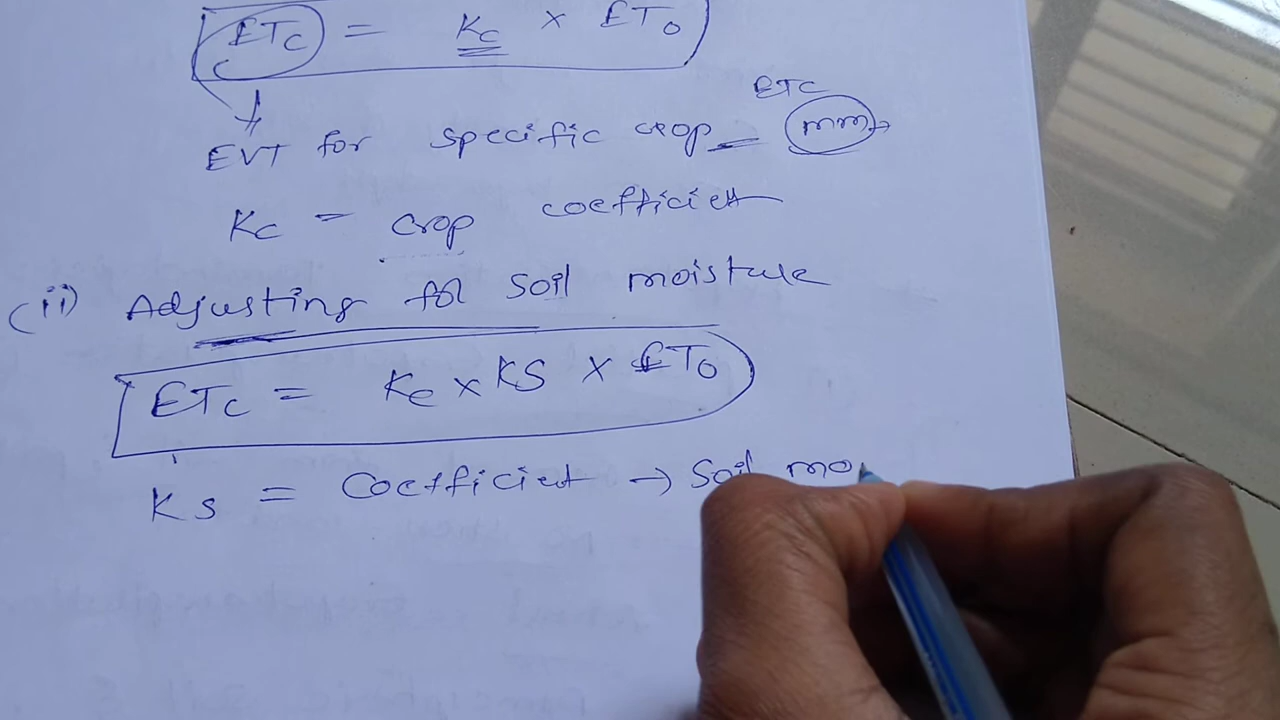 ETC = Kc × ETO
ETC
EVT for specific crop = mm
Kc = crop coefficient
(ii) Adjusting for soil moisture
ETC = Kc × KS × ETO
Ks = Coefficient → Soil mo